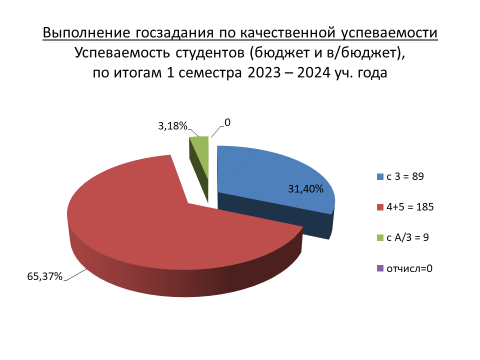 Выполнение госзадания по качественной успеваемости
Успеваемость студентов (бюджет и в/бюджет),
по итогам 1 семестра 2023 – 2024 уч. года
3,18%
0
31,40%
65,37%
с 3 = 89
4+5 = 185
с А/З = 9
отчисл=0